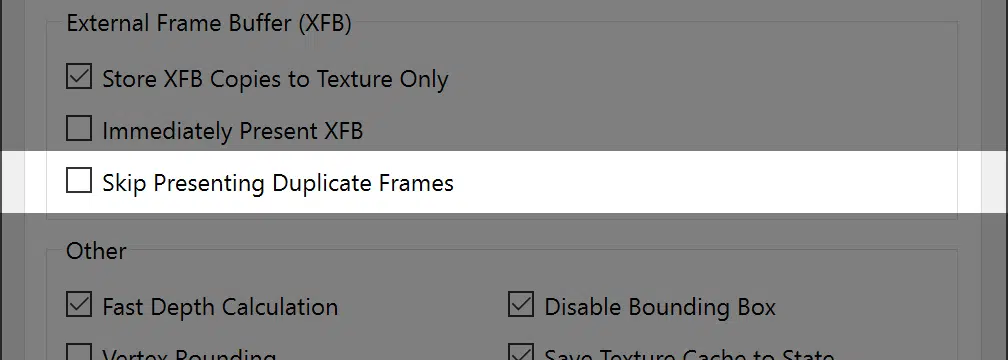 External Frame Buffer (XFB)
Store XFB Copies to Texture Only
Immediately Present XFB
Skip Presenting Duplicate Frames
Other
Fast Depth Calculation
Disable Bounding Box
Vertex Rounding
Save Texture Cache to State